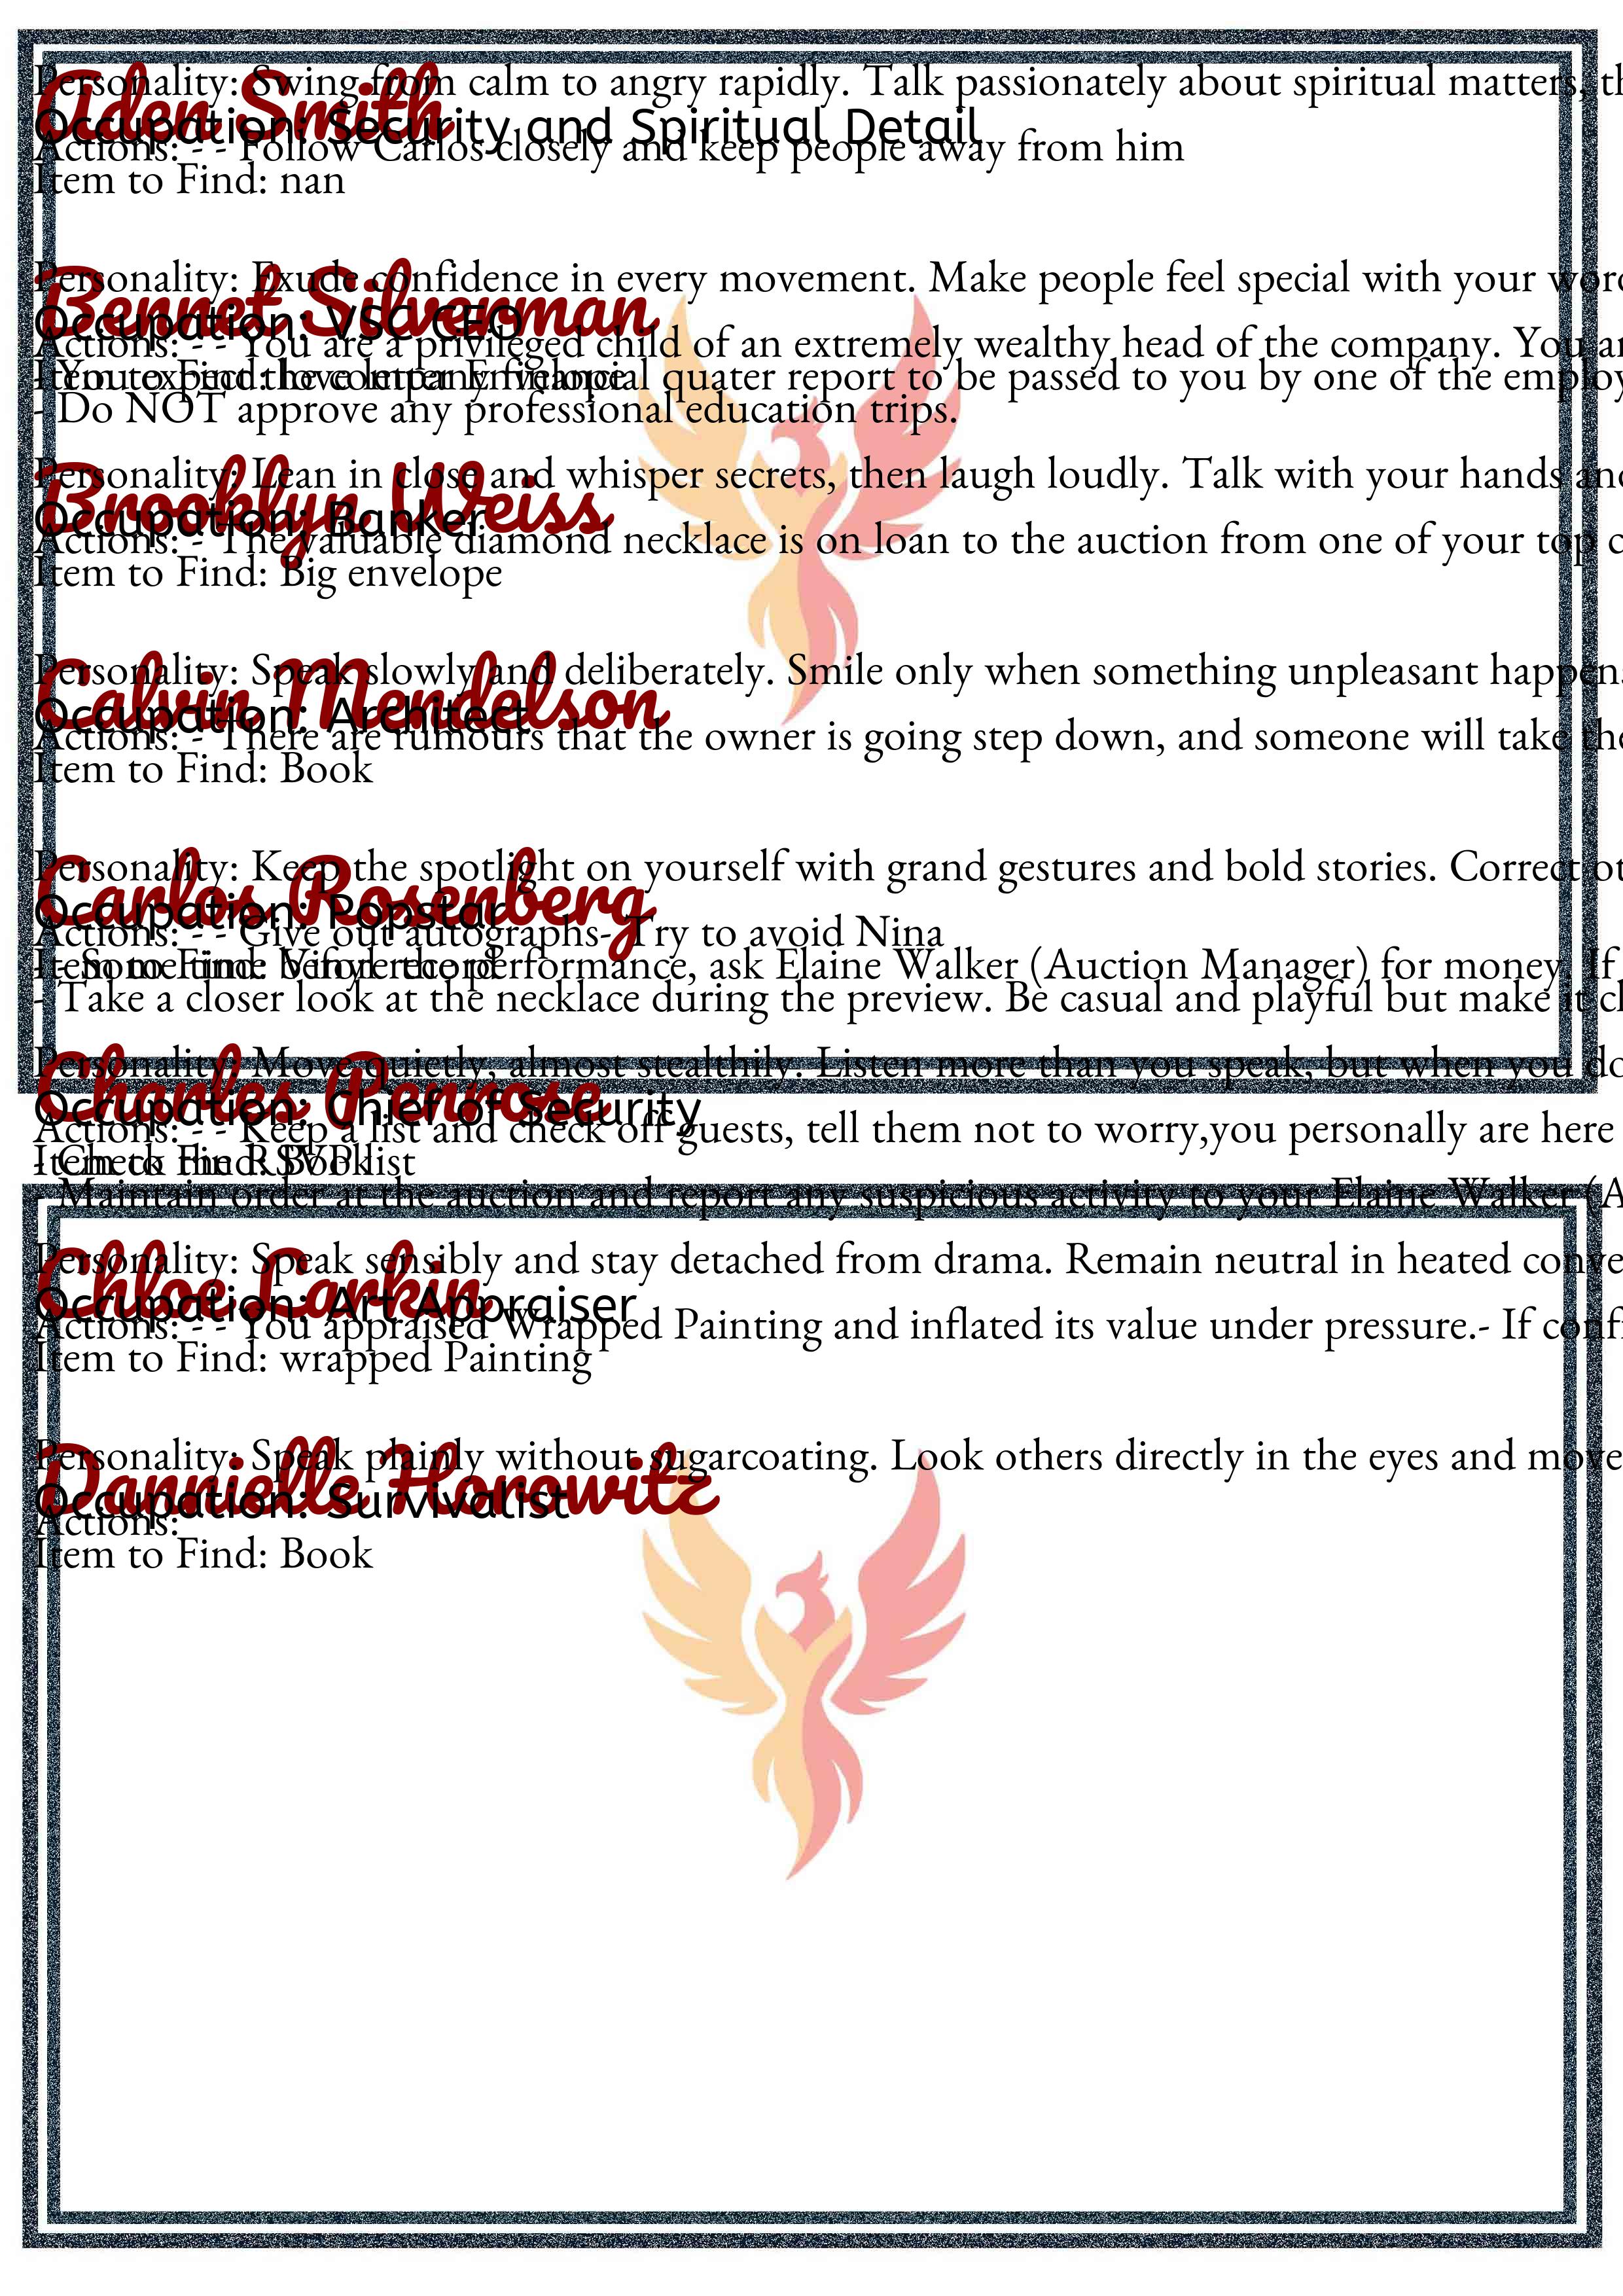 Personality: Swing from calm to angry rapidly. Talk passionately about spiritual matters, th
Aden Smith
Occupation: Security and Spiritual Detail
Actions: - - Follow Carlos closely and keep people away from him
Item to Find: nan
Personality: Exude confidence in every movement. Make people feel special with your wor
Bennet Silverman
Occupation: VSC CFO
Actions: - - You are a privileged child of an extremely wealthy head of the company. You ar
Item to Find: love letter Envelope
- You expect the company financial quater report to be passed to you by one of the employ
- Do NOT approve any professional education trips.
Personality: Lean in close and whisper secrets, then laugh loudly. Talk with your hands and
Brooklyn Weiss
Occupation: Banker
Actions: - The valuable diamond necklace is on loan to the auction from one of your top c
Item to Find: Big envelope
Personality: Speak slowly and deliberately. Smile only when something unpleasant happens
Calvin Mendelson
Occupation: Architect
Actions: - There are rumours that the owner is going step down, and someone will take the
Item to Find: Book
Personality: Keep the spotlight on yourself with grand gestures and bold stories. Correct ot
Carlos Rosenberg
Occupation: Popstar
Actions: - - Give out autographs- Try to avoid Nina
Item to Find: Vinyl record
- Some time before the performance, ask Elaine Walker (Auction Manager) for money. If
- Take a closer look at the necklace during the preview. Be casual and playful but make it cl
Personality: Move quietly, almost stealthily. Listen more than you speak, but when you do
Charles Penrose
Occupation: Chief of Security
Actions: - - Keep a list and check off guests, tell them not to worry,you personally are here
Item to Find: Book
- Check the RSVP list
- Maintain order at the auction and report any suspicious activity to your Elaine Walker (A
Personality: Speak sensibly and stay detached from drama. Remain neutral in heated conve
Chloe Larkin
Occupation: Art Appraiser
Actions: - - You appraised Wrapped Painting and inflated its value under pressure.- If conf
Item to Find: wrapped Painting
Personality: Speak plainly without sugarcoating. Look others directly in the eyes and move
Dannielle Horowitz
Occupation: Survivalist
Actions:
Item to Find: Book